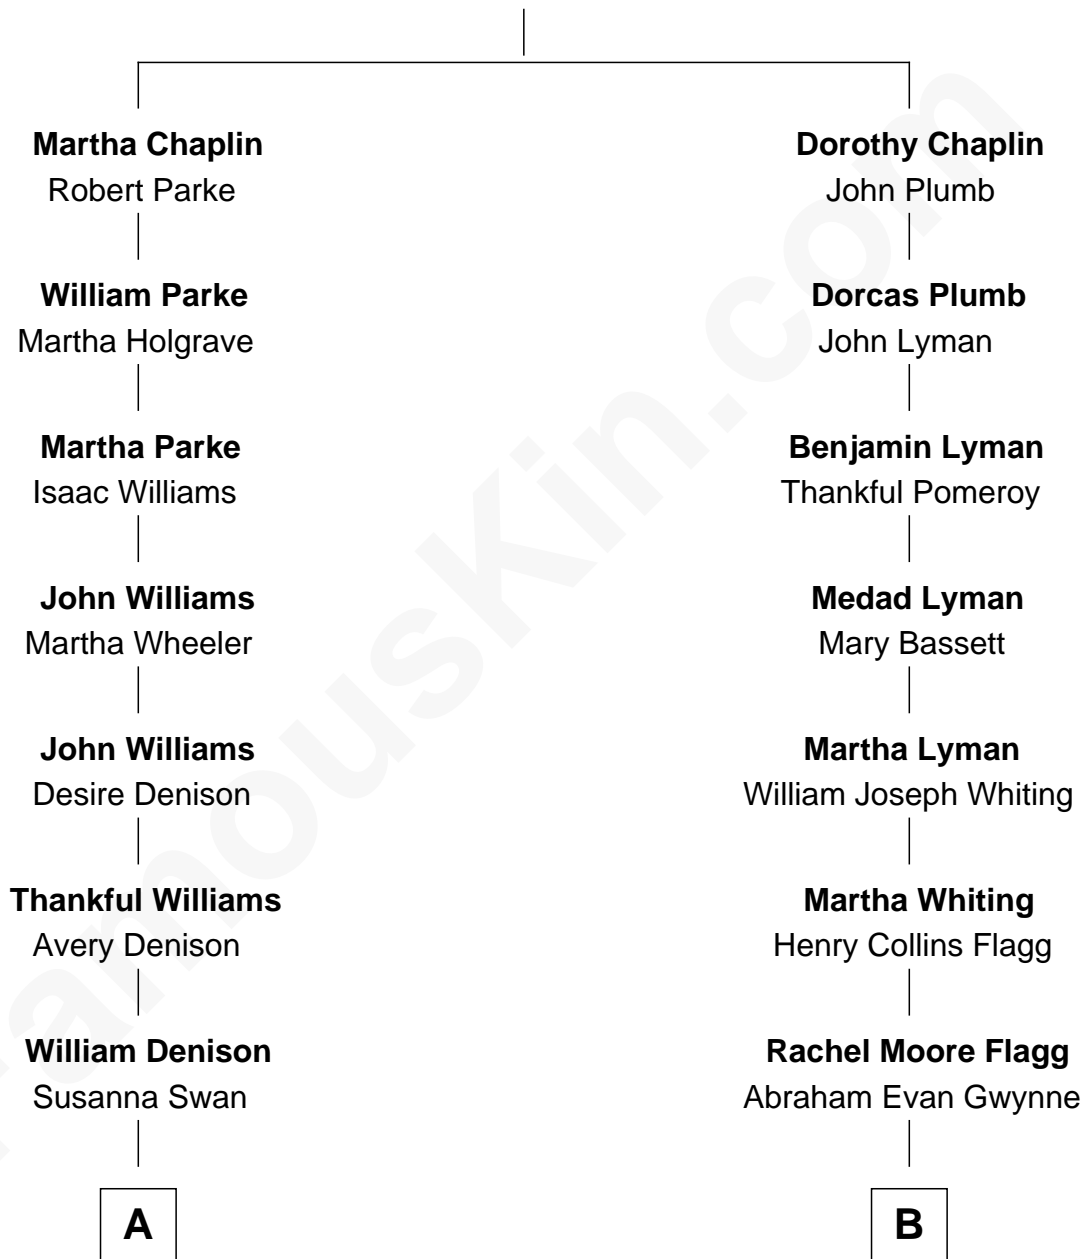 Martha Chaplin
Robert Parke
William Parke
Martha Holgrave
Martha Parke
Isaac Williams
John Williams
Martha Wheeler
John Williams
Desire Denison
Thankful Williams
Avery Denison
William Denison
Susanna Swan
A
Dorothy Chaplin
John Plumb
Dorcas Plumb
John Lyman
Benjamin Lyman
Thankful Pomeroy
Medad Lyman
Mary Bassett
Martha Lyman
William Joseph Whiting
Martha Whiting
Henry Collins Flagg
Rachel Moore Flagg
Abraham Evan Gwynne
B
FamousKin.com